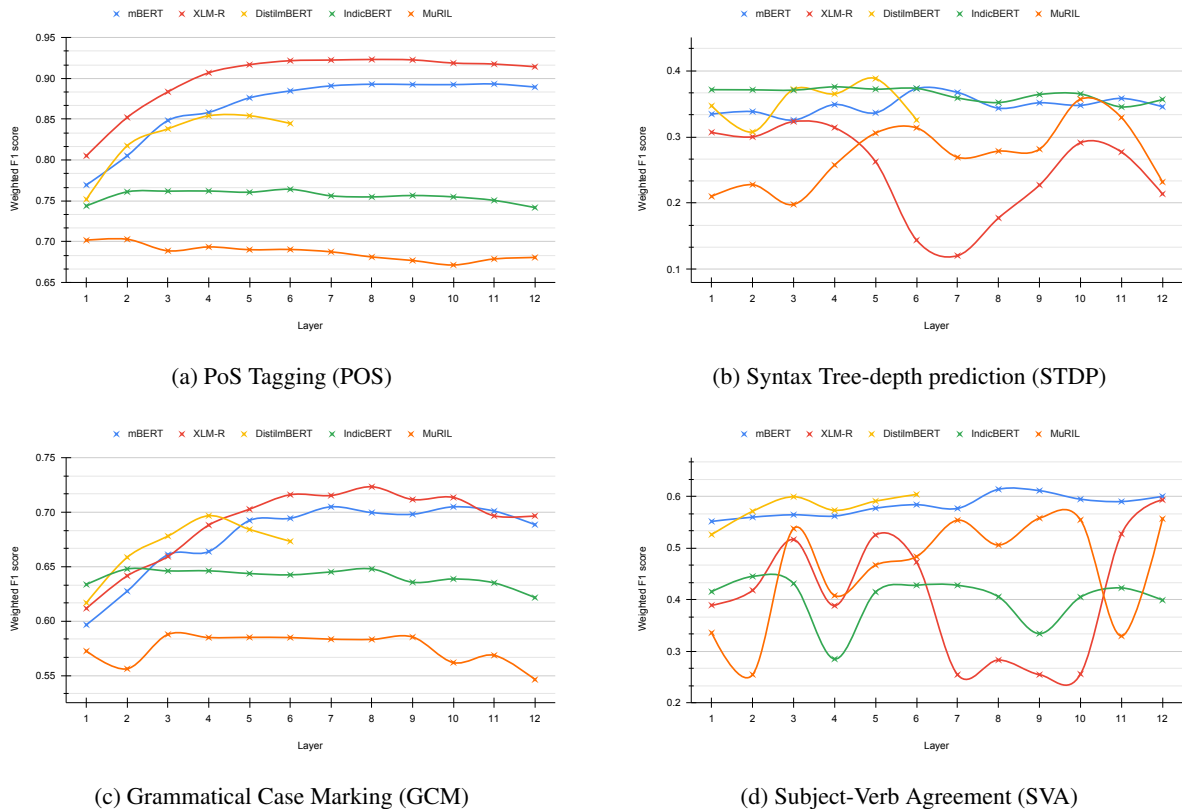 mBERT XLM-R DistilmBERT IndicBERT MuRIL
Weighted F1 score
0.95
0.90
0.85
0.80
0.75
0.70
0.65
1 2 3 4 5 6 7 8 9 10 11 12
Layer
(a) PoS Tagging (POS)
mBERT XLM-R DistilmBERT IndicBERT MuRIL
Weighted F1 score
0.4
0.3
0.2
0.1
1 2 3 4 5 6 7 8 9 10 11 12
Layer
(b) Syntax Tree-depth prediction (STDP)
mBERT XLM-R DistilmBERT IndicBERT MuRIL
Weighted F1 score
0.75
0.70
0.65
0.60
0.55
1 2 3 4 5 6 7 8 9 10 11 12
Layer
(c) Grammatical Case Marking (GCM)
mBERT XLM-R DistilmBERT IndicBERT MuRIL
Weighted F1 score
0.6
0.5
0.4
0.3
0.2
1 2 3 4 5 6 7 8 9 10 11 12
Layer
(d) Subject-Verb Agreement (SVA)